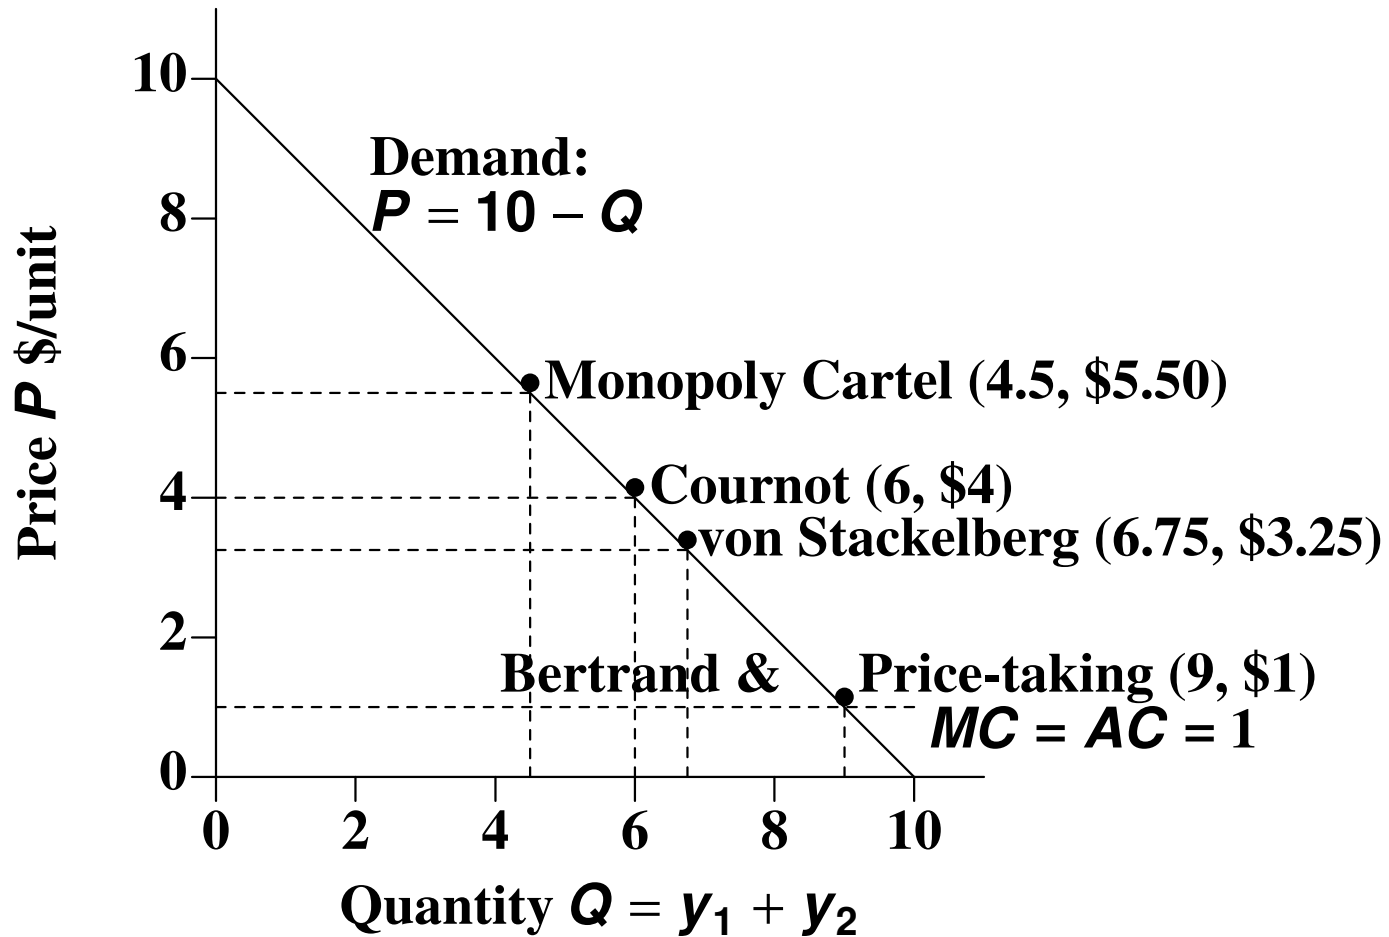 10
Demand:
8
P = 10 – Q
Price P $/unit
6
Monopoly Cartel (4.5, $5.50)
4
Cournot (6, $4)
von Stackelberg (6.75, $3.25)
2
Bertrand & Price-taking (9, $1)
MC = AC = 1
0
0 2 4 6 8 10
Quantity Q = y1 + y2